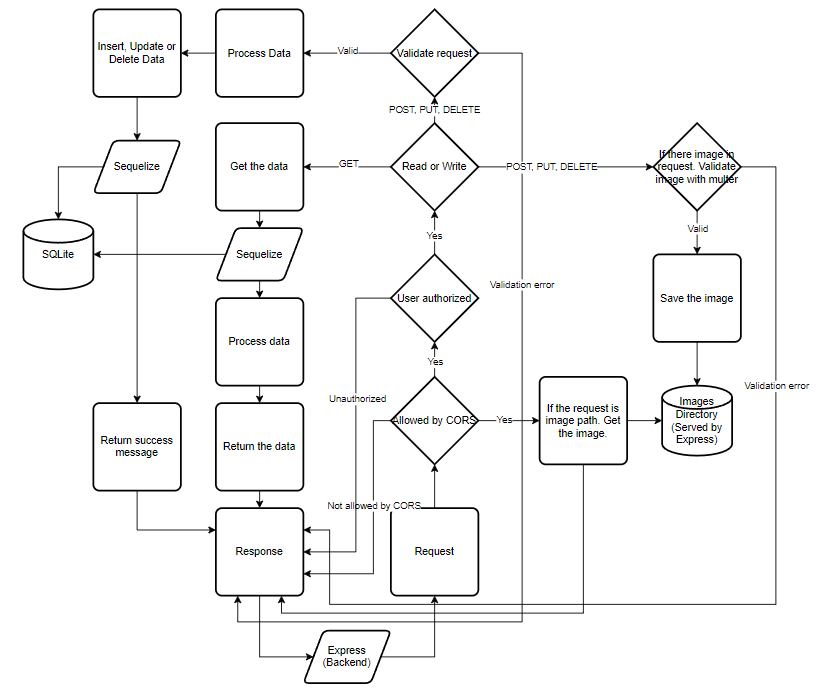 Insert, Update or
Delete Data
Process Data
Valid
Validate request
POST, PUT, DELETE
Sequelize
Get the data
GET
Read or Write
POST, PUT, DELETE
If there image in
request. Validate
image with multer
Yes
Valid
SQLite
Sequelize
User authorized
Validation error
Save the image
Process data
Yes
Validation error
Unauthorized
Return success
message
Return the data
Allowed by CORS
Yes
If the request is
image path. Get
the image.
Images
Directory
(Served by
Express)
Not allowed by CORS
Response
Request
Express
(Backend)